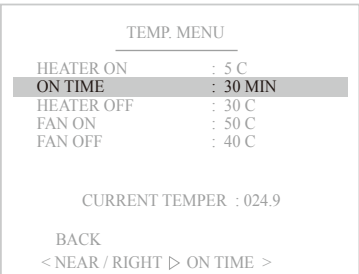 TEMP. MENU
HEATER ON : 5 C
ON TIME : 30 MIN
HEATER OFF : 30 C
FAN ON : 50 C
FAN OFF : 40 C
CURRENT TEMPER : 024.9
BACK
< NEAR / RIGHT ▷ ON TIME >